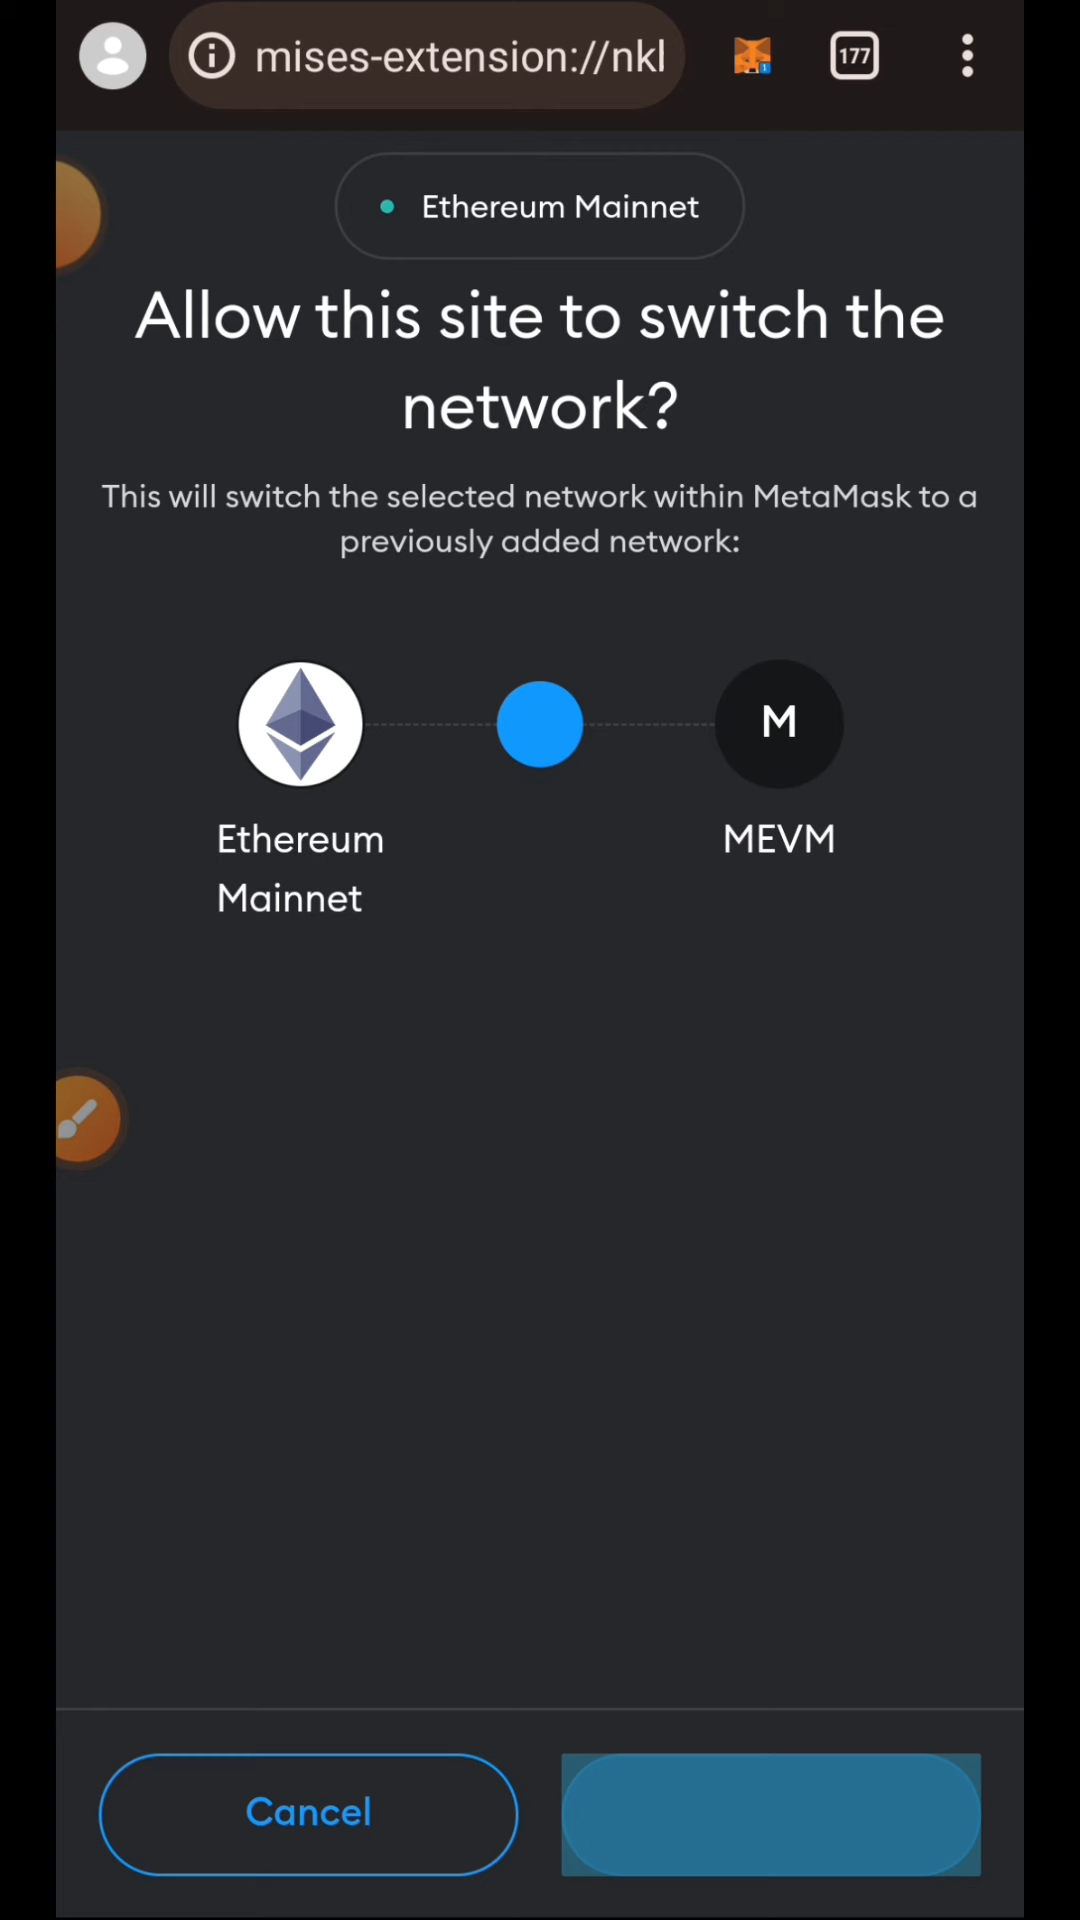 mises-extension://nkl
1
177
Ethereum Mainnet
Allow this site to switch the
network?
This will switch the selected network within MetaMask to a
previously added network:
M
Ethereum
Mainnet
MEVM
Cancel